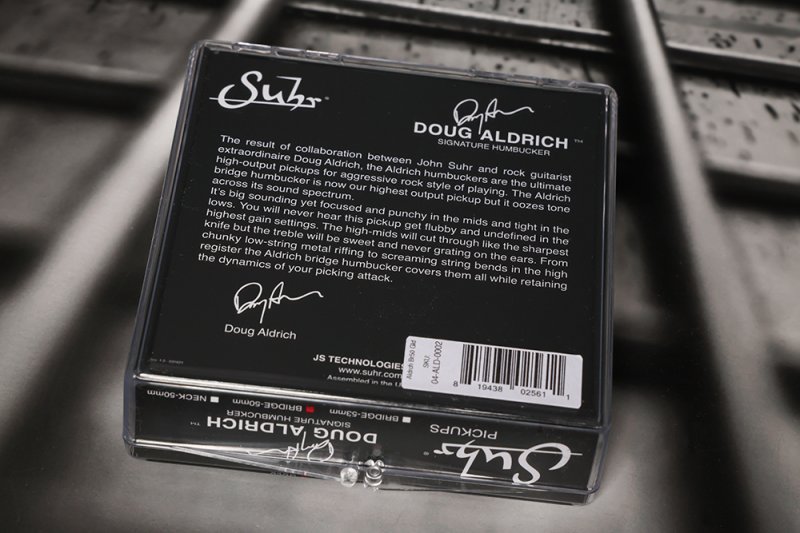 Suhr
DOUG ALDRICH™
SIGNATURE HUMBUCKER
The result of collaboration between John Suhr and rock guitarist
extraordinaire Doug Aldrich, the Aldrich humbuckers are the ultimate
high-output pickups for aggressive rock style of playing. The Aldrich
bridge humbucker is now our highest output pickup but it oozes tone
across its sound spectrum.
It's big sounding yet focused and punchy in the mids and tight in the
lows. You will never hear this pickup get flubby and undefined in the
highest gain settings. The high-mids will cut through like the sharpest
knife but the treble will be sweet and never grating on the ears. From
chunky low-string metal riffing to screaming string bends in the high
register the Aldrich bridge humbucker covers them all while retaining
the dynamics of your picking attack.
Doug Aldrich
JS TECHNOLOGIES
www.suhr.com
Assembled in the U
Aldrich Br50 Gld
SKU:
04-ALD-0002
8 19438 02561 1
Suhr
PICKUPS
DOUG ALDRICH™
SIGNATURE HUMBUCKER
NECK-50mm BRIDGE-50mm BRIDGE-53mm